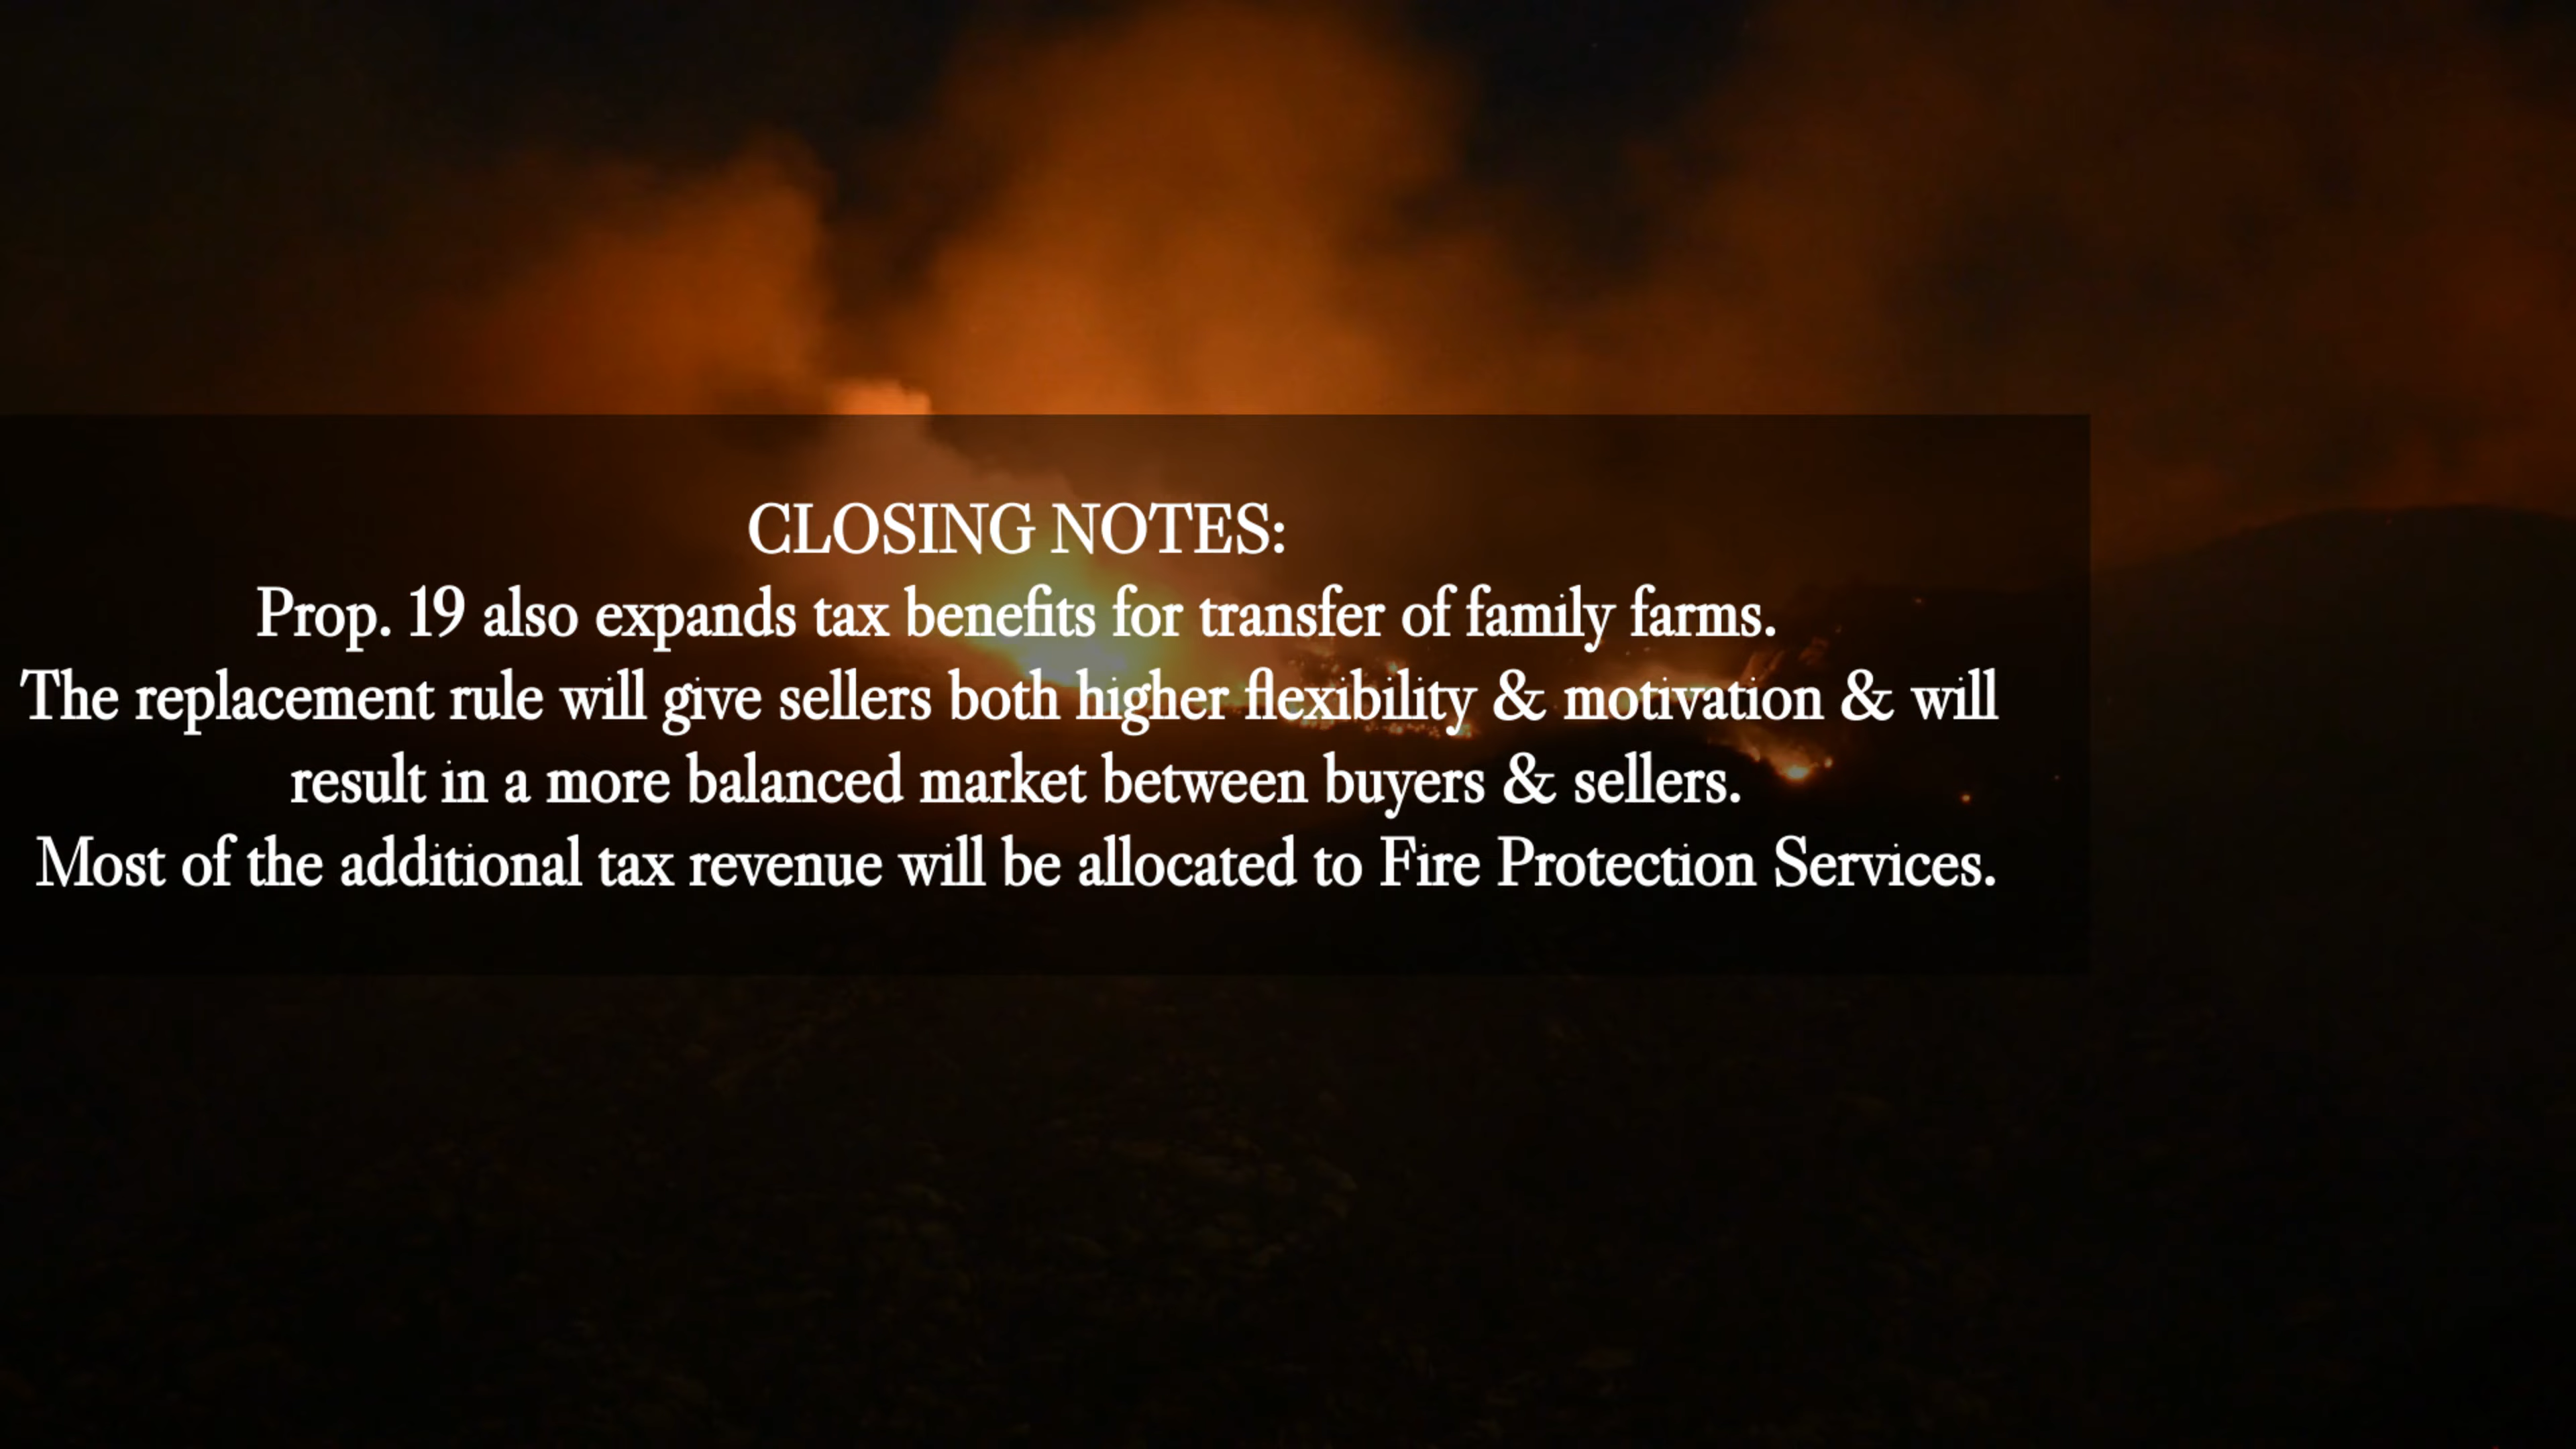 CLOSING NOTES:
Prop. 19 also expands tax benefits for transfer of family farms.
The replacement rule will give sellers both higher flexibility & motivation & will
result in a more balanced market between buyers & sellers.
Most of the additional tax revenue will be allocated to Fire Protection Services.